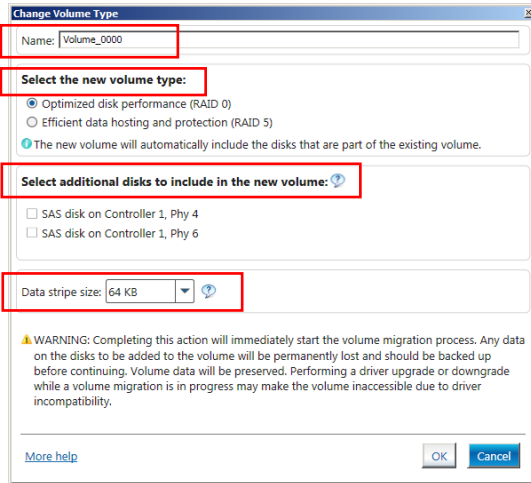 Change Volume Type
Name: Volume_0000
Select the new volume type:
Optimized disk performance (RAID 0)
Efficient data hosting and protection (RAID 5)
The new volume will automatically include the disks that are part of the existing volume.
Select additional disks to include in the new volume:
SAS disk on Controller 1, Phy 4
SAS disk on Controller 1, Phy 6
Data stripe size: 64 KB
WARNING: Completing this action will immediately start the volume migration process. Any data
on the disks to be added to the volume will be permanently lost and should be backed up
before continuing. Volume data will be preserved. Performing a driver upgrade or downgrade
while a volume migration is in progress may make the volume inaccessible due to driver
incompatibility.
More help
OK
Cancel